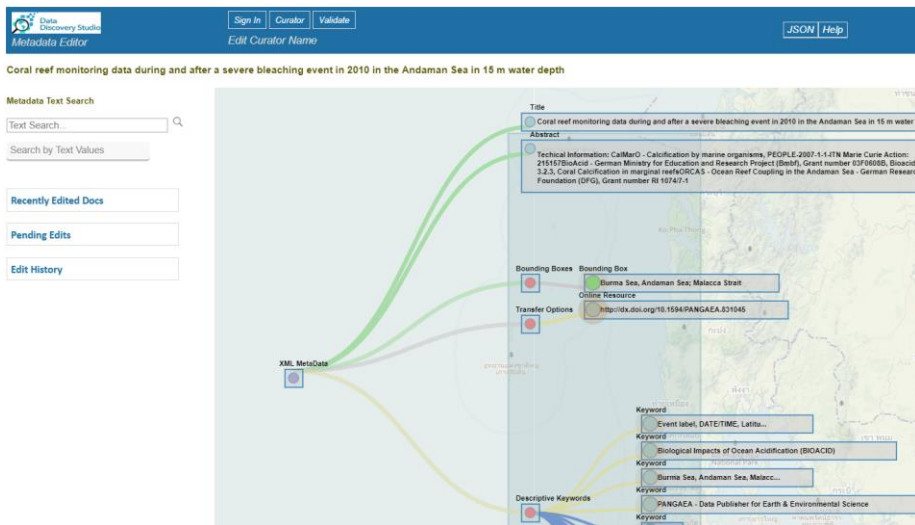 Data
Discovery Studio
Metadata Editor
Sign In Curator Validate
Edit Curator Name
JSON Help
Coral reef monitoring data during and after a severe bleaching event in 2010 in the Andaman Sea in 15 m water depth
Metadata Text Search
Text Search...
Search by Text Values
Recently Edited Docs
Pending Edits
Edit History
Title
Coral reef monitoring data during and after a severe bleaching event in 2010 in the Andaman Sea in 15 m water
Abstract
Techical Information: CalMarO - Calcification by marine organisms, PEOPLE-2007-1-1-ITN Marie Curie Action:
215157BioAcid - German Ministry for Education and Research Project (Bmbf), Grant number 03F0608B, Bioacid
3.2.3, Coral Calcification in marginal reefsORCAS - Ocean Reef Coupling in the Andaman Sea - German Resear
Foundation (DFG), Grant number RI 1074/7-1
Ko Phra Thong
Bounding Boxes Bounding Box
Burma Sea, Andaman Sea; Malacca Strait
Online Resource
Transfer Options http://dx.doi.org/10.1594/PANGAEA.831045
XML MetaData
Keyword
Event label, DATE/TIME, Latitu...
Keyword
Biological Impacts of Ocean Acidification (BIOACID)
Keyword
National Park
Burma Sea, Andaman Sea, Malacc...
Keyword
Descriptive Keywords
PANGAEA - Data Publisher for Earth & Environmental Science
Keyword